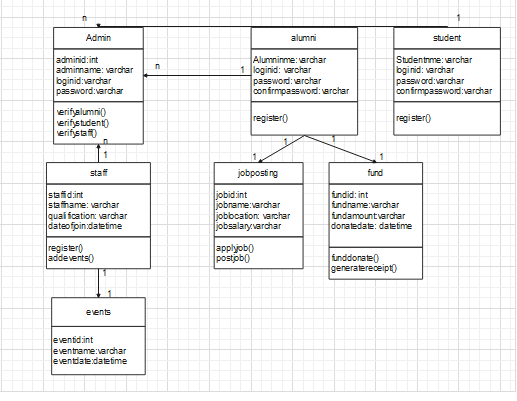 n
1
Admin
adminid:int
adminname: varchar
loginid:varchar
password:varchar
verifyalumni()
verifystudent()
verifystaff()
n
1
n
1
alumni
Alumninme: varchar
loginid: varchar
password: varchar
confirmpassword: varchar
register()
student
Studentnme: varchar
loginid: varchar
password: varchar
confirmpassword: varchar
register()
staff
staffid:int
staffname: varchar
qualification: varchar
dateofjoin:datetime
register()
addevents()
1
1
1
1
jobposting
jobid:int
jobname:varchar
joblocation: varchar
jobsalary:varchar
applyjob()
postjob()
fund
fundid: int
fundname:varchar
fundamount:varchar
donatedate: datetime
funddonate()
generatereceipt()
1
1
events
eventid:int
eventname:varchar
eventdate:datetime